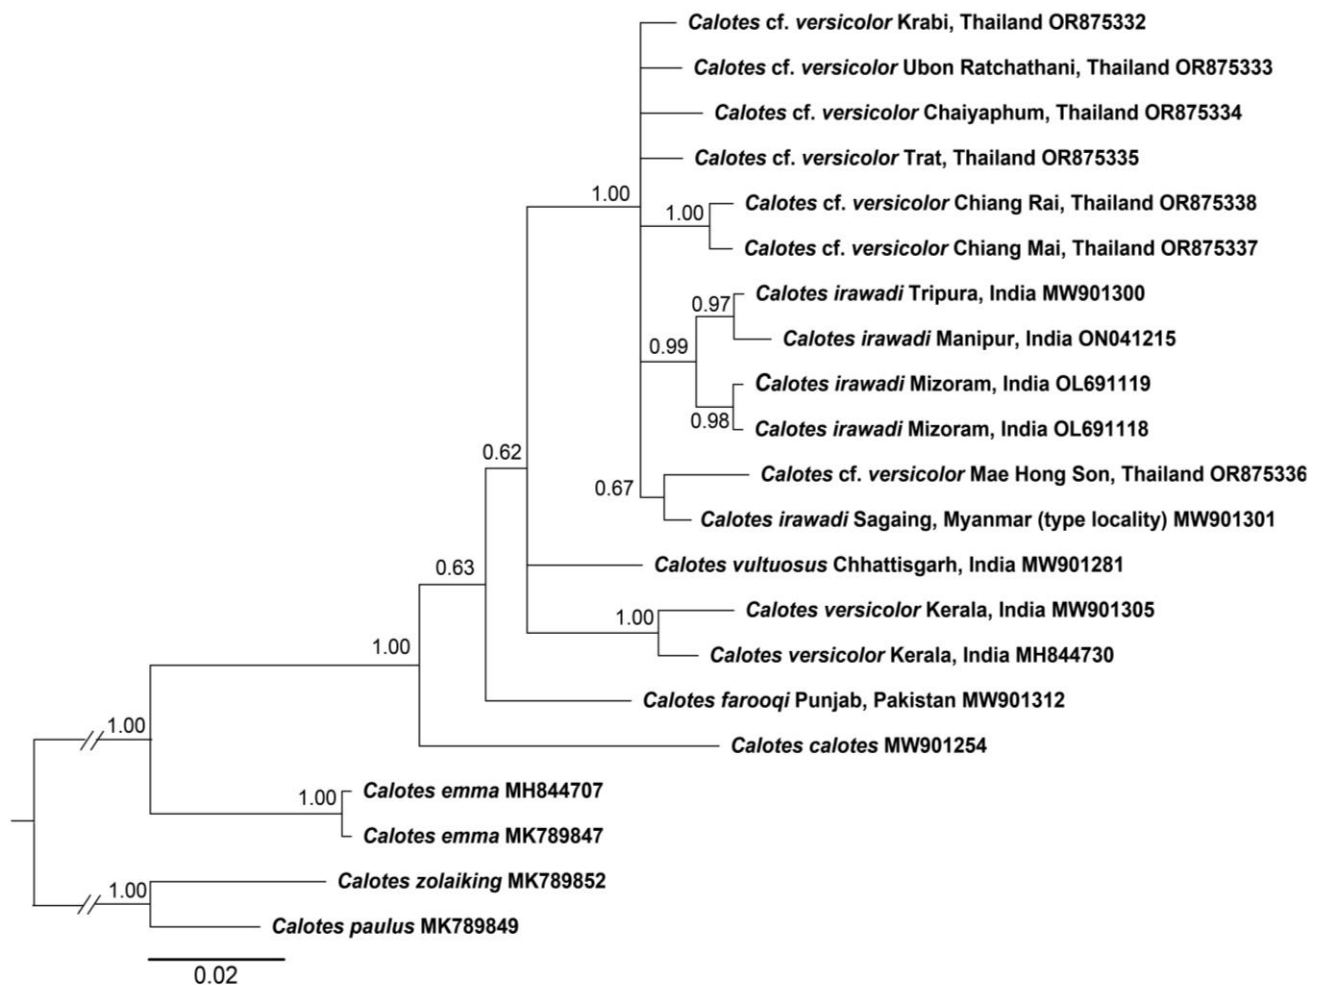 Calotes cf. versicolor Krabi, Thailand OR875332
Calotes cf. versicolor Ubon Ratchathani, Thailand OR875333
Calotes cf. versicolor Chaiyaphum, Thailand OR875334
Calotes cf. versicolor Trat, Thailand OR875335
1.00
Calotes cf. versicolor Chiang Rai, Thailand OR875338
1.00
Calotes cf. versicolor Chiang Mai, Thailand OR875337
Calotes irawadi Tripura, India MW901300
0.97
Calotes irawadi Manipur, India ON041215
0.99
Calotes irawadi Mizoram, India OL691119
0.98
Calotes irawadi Mizoram, India OL691118
0.62
Calotes cf. versicolor Mae Hong Son, Thailand OR875336
0.67
Calotes irawadi Sagaing, Myanmar (type locality) MW901301
0.63
Calotes vultuosus Chhattisgarh, India MW901281
1.00
Calotes versicolor Kerala, India MW901305
1.00
Calotes versicolor Kerala, India MH844730
Calotes farooqi Punjab, Pakistan MW901312
1.00
Calotes calotes MW901254
1.00
Calotes emma MH844707
Calotes emma MK789847
1.00
Calotes zolaiking MK789852
Calotes paulus MK789849
0.02